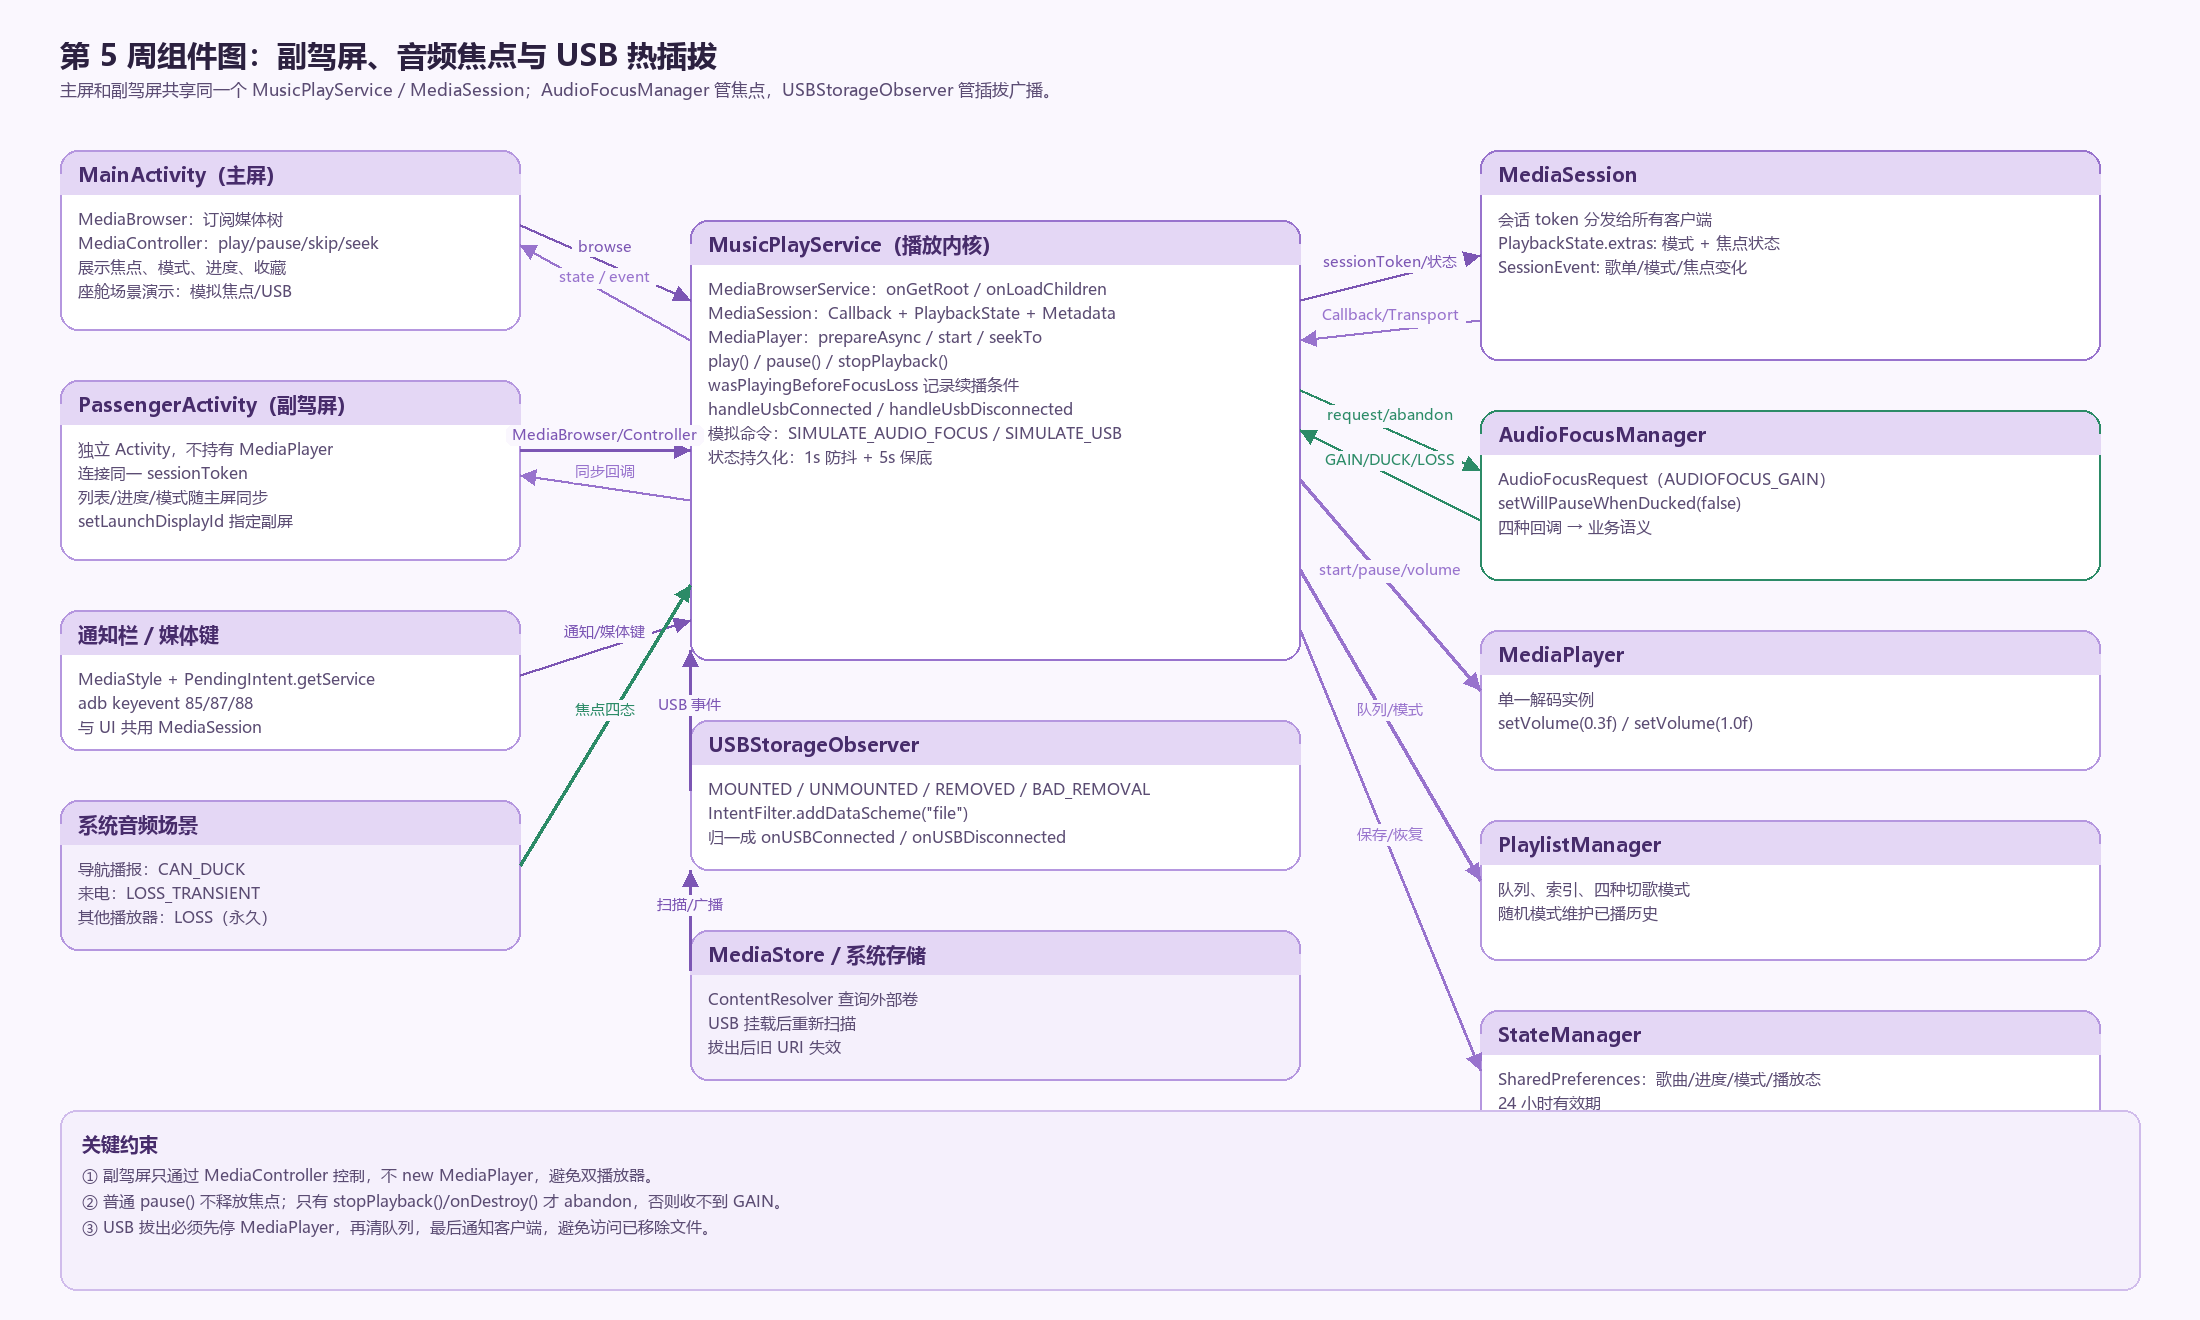 第 5 周组件图：副驾屏、音频焦点与 USB 热插拔
主屏和副驾屏共享同一个 MusicPlayService / MediaSession；AudioFocusManager 管焦点，USBStorageObserver 管插拔广播。
MainActivity（主屏）
MediaBrowser：订阅媒体树
MediaController：play/pause/skip/seek
展示焦点、模式、进度、收藏
座舱场景演示：模拟焦点/USB
browse
state / event
PassengerActivity（副驾屏）
独立 Activity，不持有 MediaPlayer
连接同一 sessionToken
列表/进度/模式随主屏同步
setLaunchDisplayId 指定副屏
MediaBrowser/Controller
同步回调
通知栏 / 媒体键
MediaStyle + PendingIntent.getService
adb keyevent 85/87/88
与 UI 共用 MediaSession
通知/媒体键
系统音频场景
导航播报：CAN_DUCK
来电：LOSS_TRANSIENT
其他播放器：LOSS（永久）
焦点四态
MusicPlayService（播放内核）
MediaBrowserService：onGetRoot / onLoadChildren
MediaSession：Callback + PlaybackState + Metadata
MediaPlayer：prepareAsync / start / seekTo
play() / pause() / stopPlayback()
wasPlayingBeforeFocusLoss 记录续播条件
handleUsbConnected / handleUsbDisconnected
模拟命令：SIMULATE_AUDIO_FOCUS / SIMULATE_USB
状态持久化：1s 防抖 + 5s 保底
USB 事件
USBStorageObserver
MOUNTED / UNMOUNTED / REMOVED / BAD_REMOVAL
IntentFilter.addDataScheme("file")
归一成 onUSBConnected / onUSBDisconnected
扫描/广播
MediaStore / 系统存储
ContentResolver 查询外部卷
USB 挂载后重新扫描
拔出后旧 URI 失效
sessionToken/状态
Callback/Transport
request/abandon
GAIN/DUCK/LOSS
start/pause/volume
队列/模式
保存/恢复
MediaSession
会话 token 分发给所有客户端
PlaybackState.extras: 模式 + 焦点状态
SessionEvent: 歌单/模式/焦点变化
AudioFocusManager
AudioFocusRequest（AUDIOFOCUS_GAIN）
setWillPauseWhenDucked(false)
四种回调 → 业务语义
MediaPlayer
单一解码实例
setVolume(0.3f) / setVolume(1.0f)
PlaylistManager
队列、索引、四种切歌模式
随机模式维护已播历史
StateManager
SharedPreferences：歌曲/进度/模式/播放态
24 小时有效期
关键约束
① 副驾屏只通过 MediaController 控制，不 new MediaPlayer，避免双播放器。
② 普通 pause() 不释放焦点；只有 stopPlayback()/onDestroy() 才 abandon，否则收不到 GAIN。
③ USB 拔出必须先停 MediaPlayer，再清队列，最后通知客户端，避免访问已移除文件。